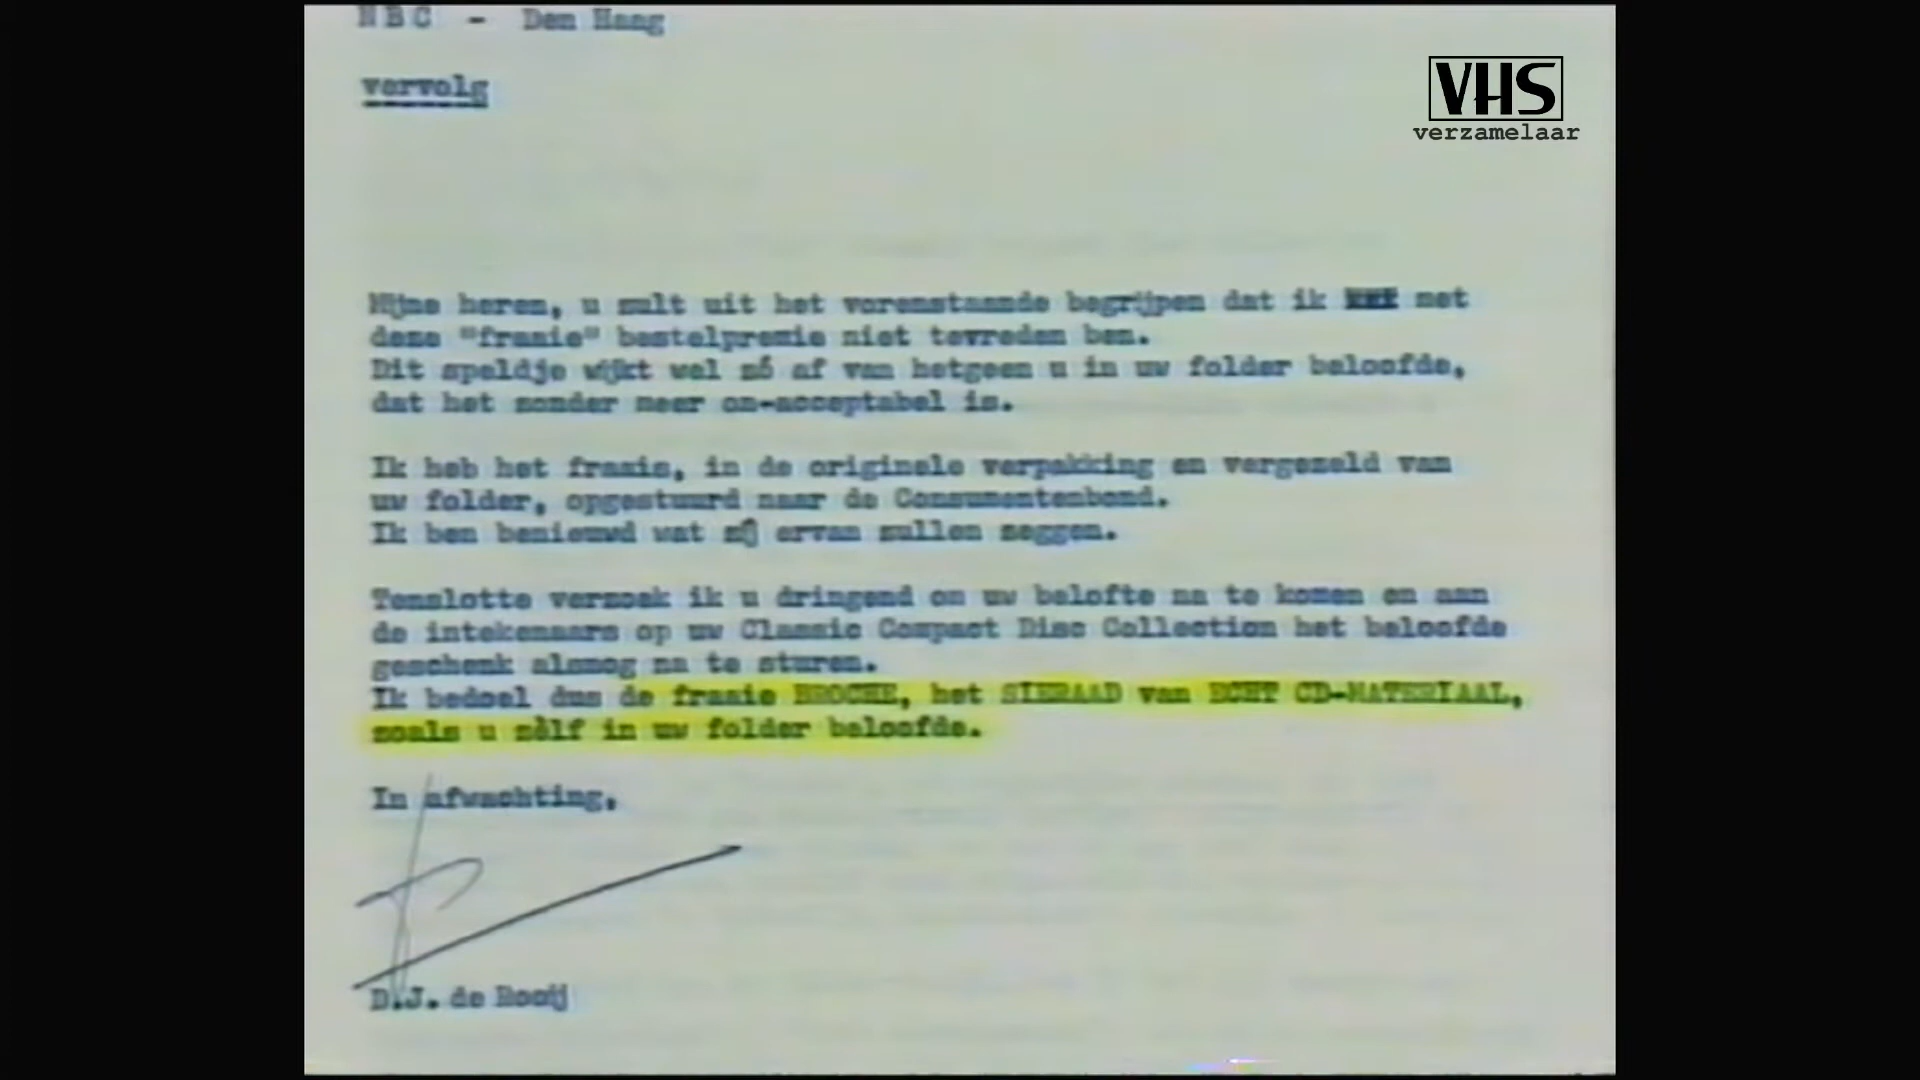 NBC - Den Haag
vervolg
VHS
verzamelaar
Mijne heren, u zult uit het vorenstaande begrijpen dat ik met
deze "fraaie" bestelpremie niet tevreden ben.
Dit speldje wijkt wel zó af van hetgeen u in uw folder beloofde,
dat het zonder meer on-acceptabel is.
Ik heb het fraais, in de originele verpakking en vergezeld van
uw folder, opgestuurd naar de Consumentenbond.
Ik ben benieuwd wat zij ervan zullen zeggen.
Tenslotte verzoek ik u dringend om uw belofte na te komen en aan
de intekenaars op uw Classic Compact Disc Collection het beloofde
geschenk alsnog na te sturen.
Ik bedoel dus de fraaie BROCHE, het SIERAAD van ECHT CD-MATERIAAL,
zoals u zèlf in uw folder beloofde.
In afwachting,
D.J. de Rooij